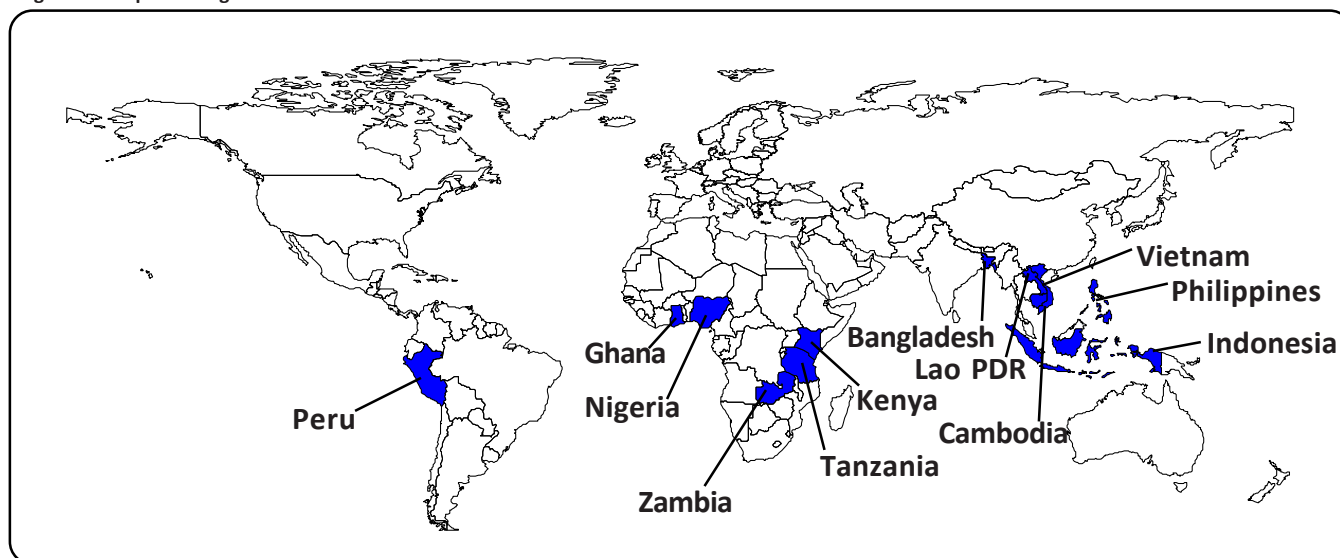 Vietnam
Philippines
Indonesia
Bangladesh
Lao PDR
Cambodia
Ghana
Nigeria
Kenya
Tanzania
Zambia
Peru